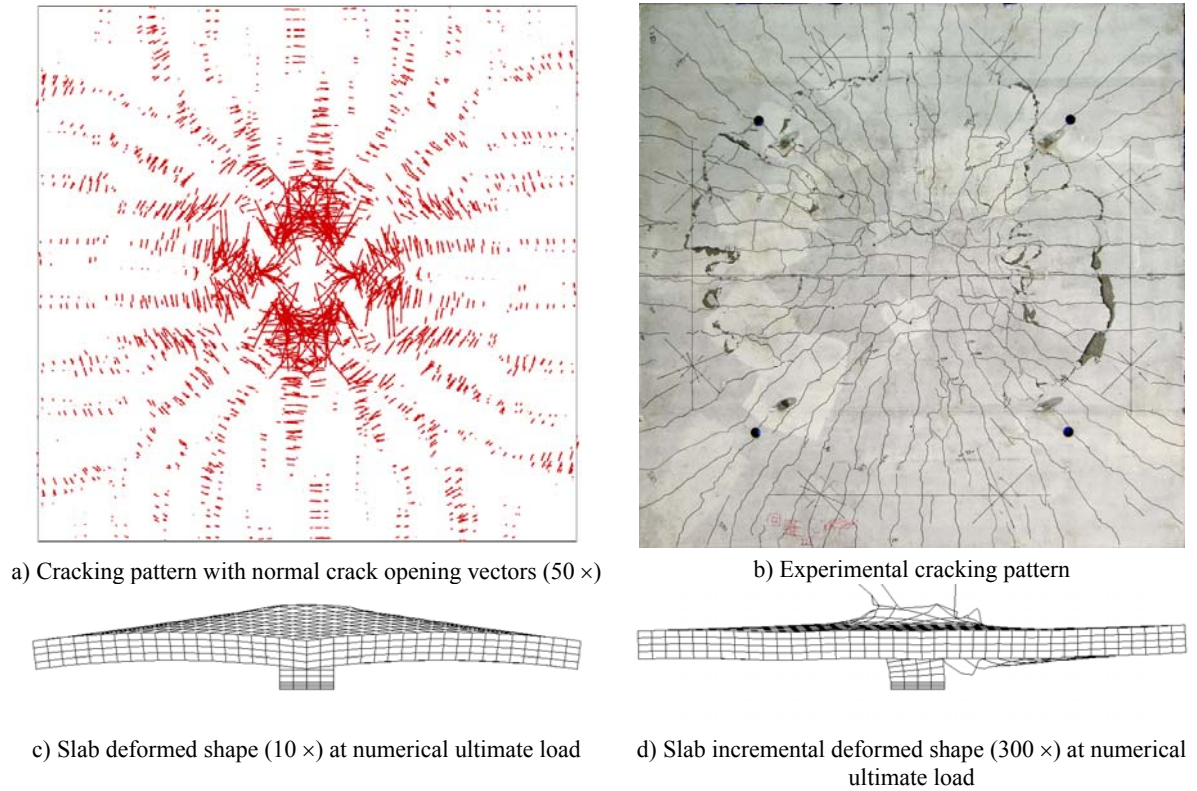 a) Cracking pattern with normal crack opening vectors (50 ×)
b) Experimental cracking pattern
c) Slab deformed shape (10 ×) at numerical ultimate load
d) Slab incremental deformed shape (300 ×) at numerical
ultimate load